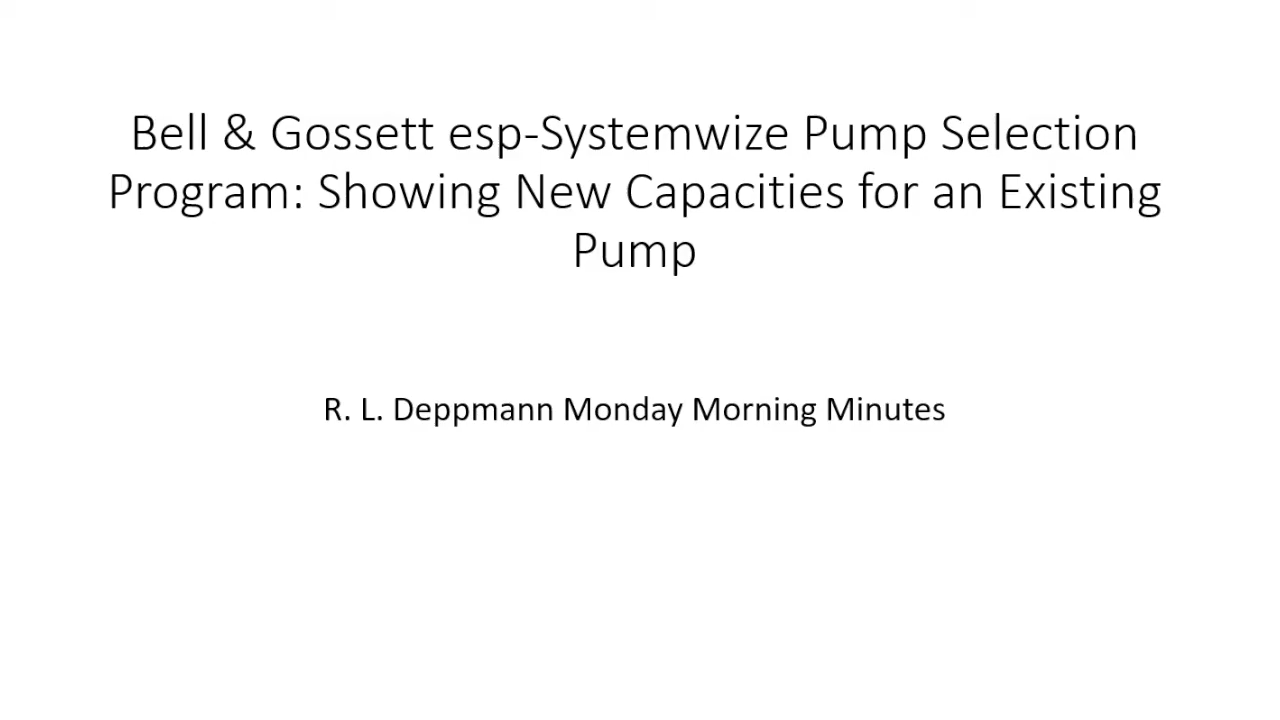 Bell & Gossett esp-Systemwize Pump Selection
Program: Showing New Capacities for an Existing
Pump
R. L. Deppmann Monday Morning Minutes